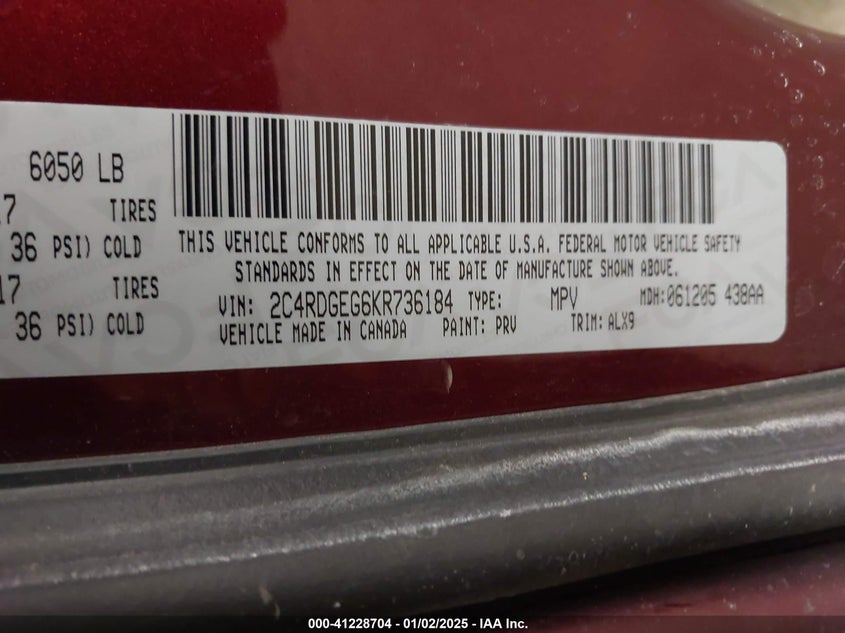 6050 LB
17 TIRES
36 PSI) COLD
17 TIRES
36 PSI) COLD
THIS VEHICLE CONFORMS TO ALL APPLICABLE U.S.A. FEDERAL MOTOR VEHICLE SAFETY
STANDARDS IN EFFECT ON THE DATE OF MANUFACTURE SHOWN ABOVE.
VIN: 2C4RDGEG6KR736184 TYPE: MPV MDH:061205 438AA
VEHICLE MADE IN CANADA PAINT: PRV TRIM: ALX9
000-41228704 - 01/02/2025 - IAA Inc.